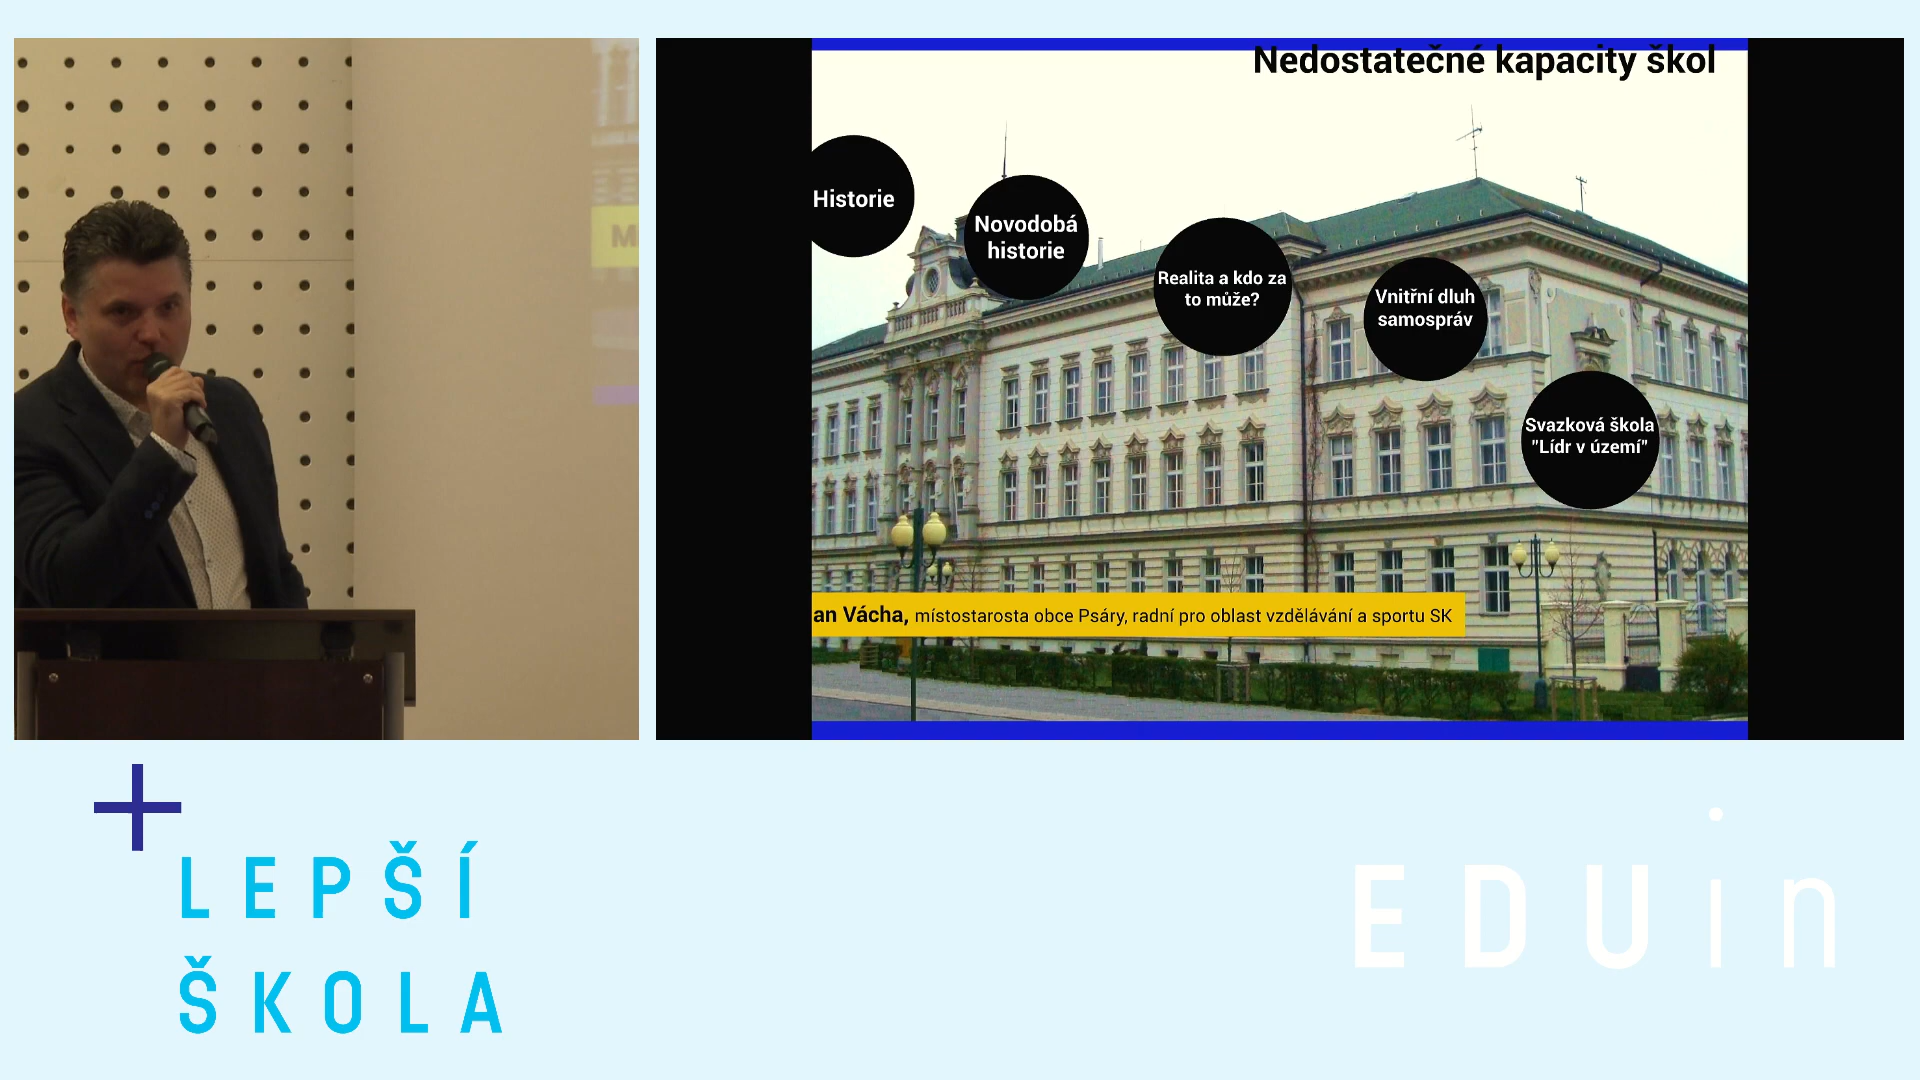 Nedostatečné kapacity škol
Historie
Novodobá
historie
Realita a kdo za
to může?
Vnitřní dluh
samospráv
Svazková škola
"Lídr v území"
an Vácha, místostarosta obce Psáry, radní pro oblast vzdělávání a sportu SK
M
LEPŠÍ
ŠKOLA
EDUin